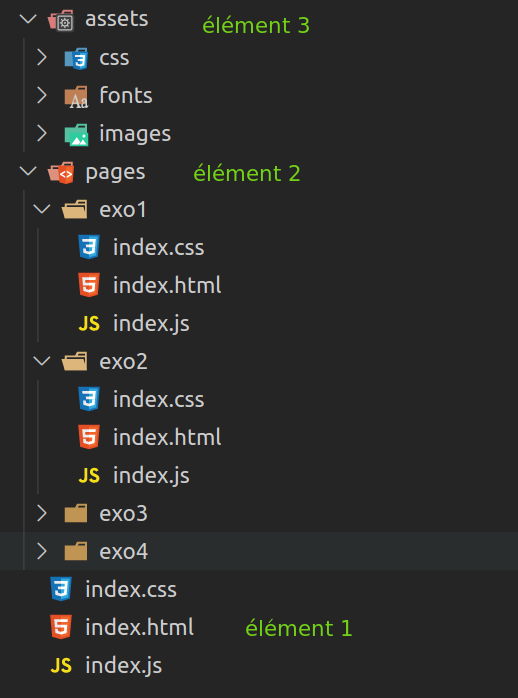 assets élément 3
css
fonts
images
pages élément 2
exo1
index.css
index.html
JS index.js
exo2
index.css
index.html
JS index.js
exo3
exo4
index.css
index.html élément 1
JS index.js